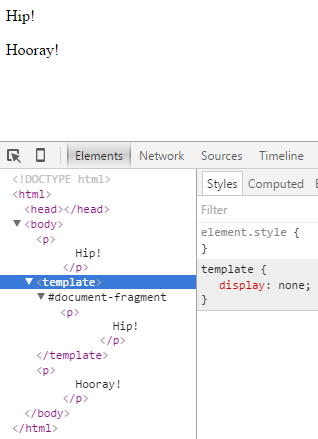 Hip!
Hooray!
Elements Network Sources Timeline
<!DOCTYPE html>
<html>
<head></head>
<body>
<p>
Hip!
</p>
<template>
#document-fragment
<p>
Hip!
</p>
</template>
<p>
Hooray!
</p>
</body>
</html>
Styles Computed E
Filter
element.style {
}
template {
display: none;
}